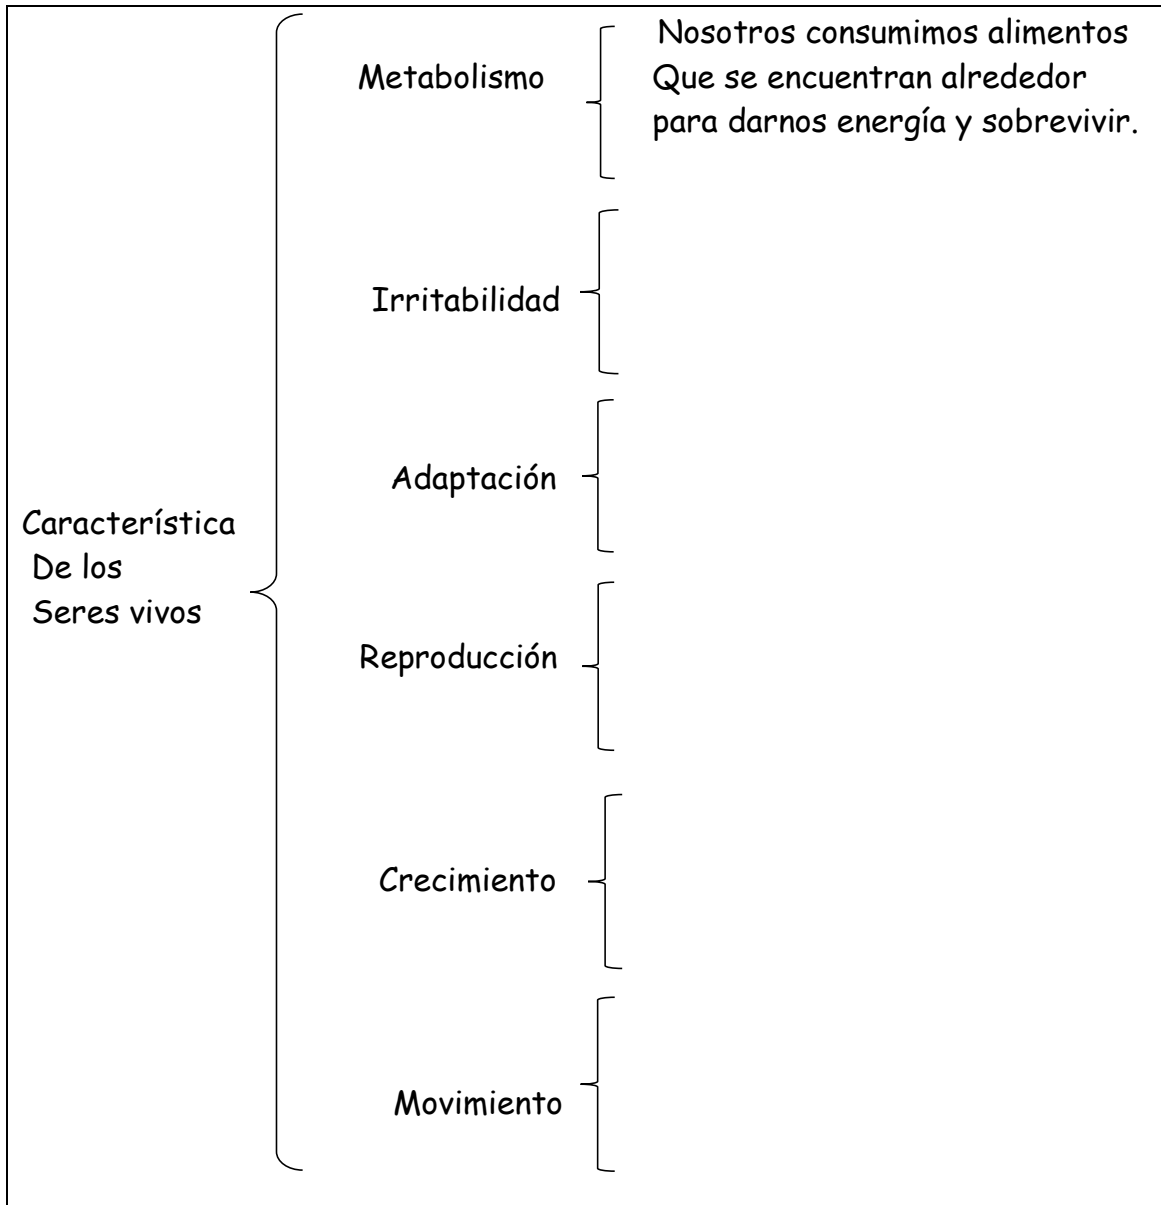 Nosotros consumimos alimentos
Metabolismo
Que se encuentran alrededor
para darnos energía y sobrevivir.
Irritabilidad
Adaptación
Característica
De los
Seres vivos
Reproducción
Crecimiento
Movimiento